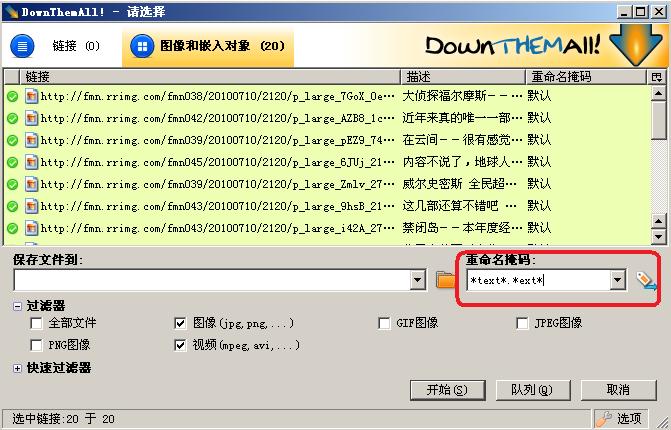 DownThemAll! - 请选择
链接 (0)
图像和嵌入对象 (20)
DownTHEMAll!
链接 描述 重命名掩码
http://fmn.rrimg.com/fmn038/20100710/2120/p_large_7GoX_0e··· 大侦探福尔摩斯－－··· 默认
http://fmn.rrimg.com/fmn042/20100710/2120/p_large_AZB8_1c··· 近年来真的唯一一部··· 默认
http://fmn.rrimg.com/fmn039/20100710/2120/p_large_pEZ9_74··· 在云间－－很有感觉··· 默认
http://fmn.rrimg.com/fmn045/20100710/2120/p_large_6JUj_21··· 内容不说了，地球人··· 默认
http://fmn.rrimg.com/fmn039/20100710/2120/p_large_Zmlv_27··· 威尔史密斯 全民超··· 默认
http://fmn.rrimg.com/fmn043/20100710/2120/p_large_9hsB_21··· 这几部还算不错吧 ··· 默认
http://fmn.rrimg.com/fmn043/20100710/2120/p_large_i42A_27··· 禁闭岛－－本年度经··· 默认
保存文件到: 重命名掩码:
*text*.*ext*
过滤器
全部文件 图像(jpg,png,...) GIF图像 JPEG图像
PNG图像 视频(mpeg,avi,...)
快速过滤器
开始(S) 队列(Q) 取消
选中链接:20 于 20 选项